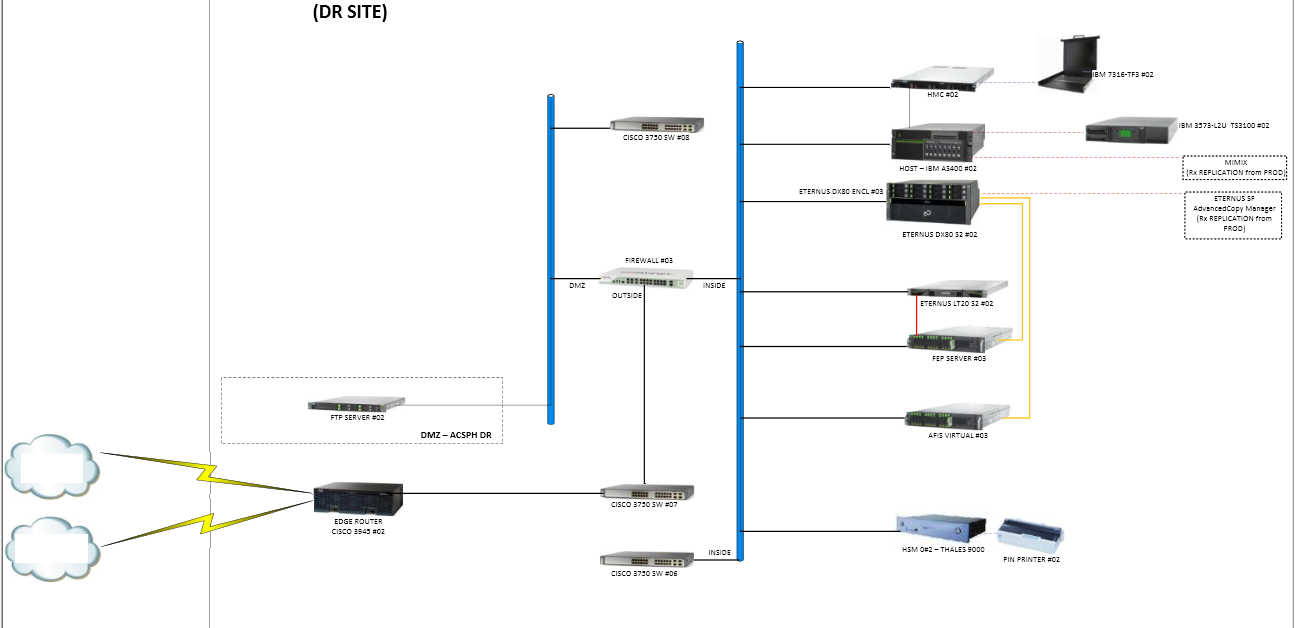 (DR SITE)
IBM 7316-TF3 #02
HMC #02
CISCO 3750 SW #08
IBM 3573-L2U TS3100 #02
HOST – IBM AS400 #02
MIMIX
(Rx REPLICATION from PROD)
ETERNUS DX80 ENCL #03
ETERNUS SF
AdvancedCopy Manager
(Rx REPLICATION from
PROD)
ETERNUS DX80 S2 #02
FIREWALL #03
DMZ
INSIDE
OUTSIDE
ETERNUS LT20 S2 #02
FEP SERVER #03
FTP SERVER #02
DMZ – ACSPH DR
AFIS VIRTUAL #03
CISCO 3750 SW #07
EDGE ROUTER
CISCO 3945 #02
INSIDE
HSM 0#2 – THALES 9000
PIN PRINTER #02
CISCO 3750 SW #06